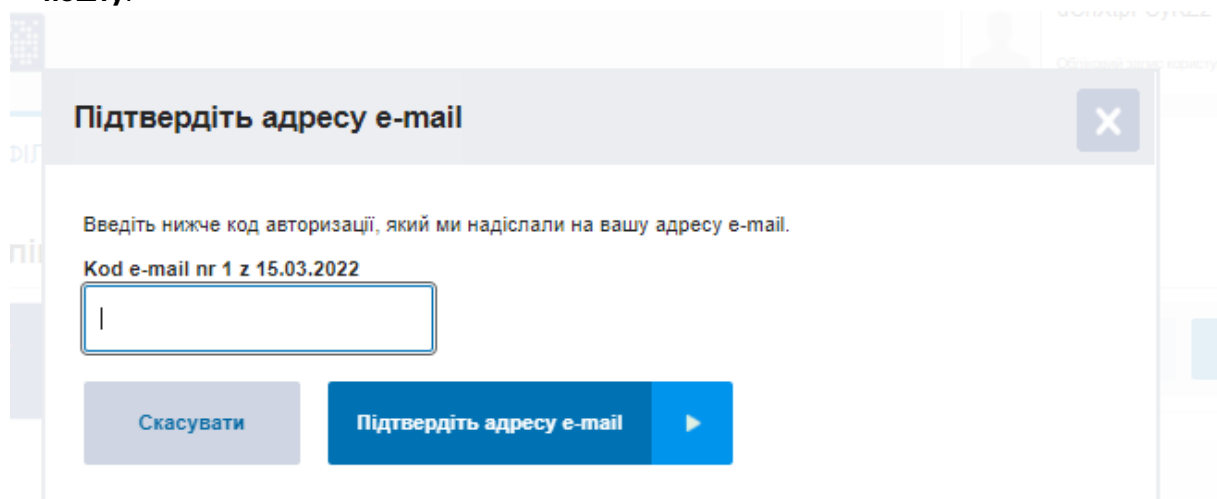 Підтвердіть адресу e-mail
Введіть нижче код авторизації, який ми надіслали на вашу адресу e-mail.
Kod e-mail nr 1 z 15.03.2022
Скасувати
Підтвердіть адресу e-mail